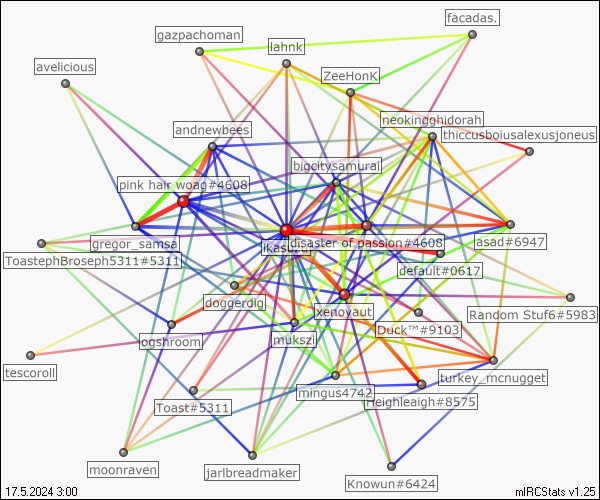 facadas.
gazpachoman
lahnk
avelicious
ZeeHonK
neokingghidorah
andnewbees
thiccusboiusalexusjoneus
bigcitysamurai
pink hair woag#4608
gregor_samsa
disaster of passion#4608
asad#6947
ToastephBroseph5311#5311
default#0617
doggerdig
xenoyaut
Random Stuf6#5983
Duck™#9103
ogshroom
mukszi
tescoroll
turkey_mcnugget
mingus4742
Heighleaigh#8575
Toast#5311
moonraven
jarlbreadmaker
Knowun#6424
17.5.2024 3:00
mIRCStats v1.25